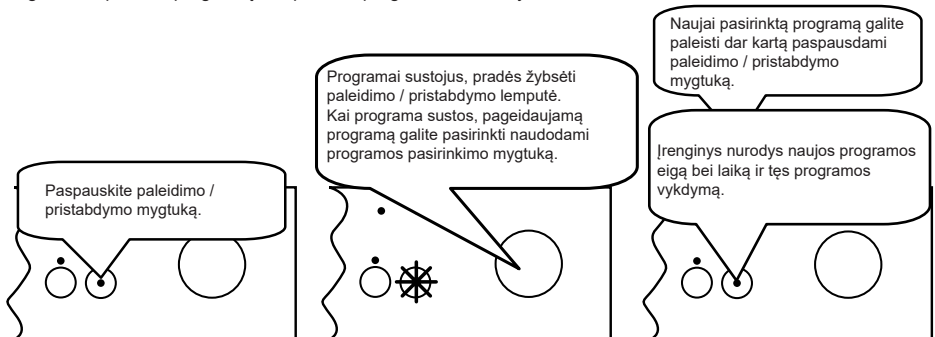 Paspauskite paleidimo /
pristabdymo mygtuką.
Programai sustojus, pradės žybsėti
paleidimo / pristabdymo lemputė.
Kai programa sustos, pageidaujamą
programą galite pasirinkti naudodami
programos pasirinkimo mygtuką.
Naujai pasirinktą programą galite
paleisti dar kartą paspausdami
paleidimo / pristabdymo
mygtuką.
Įrenginys nurodys naujos programos
eigą bei laiką ir tęs programos
vykdymą.